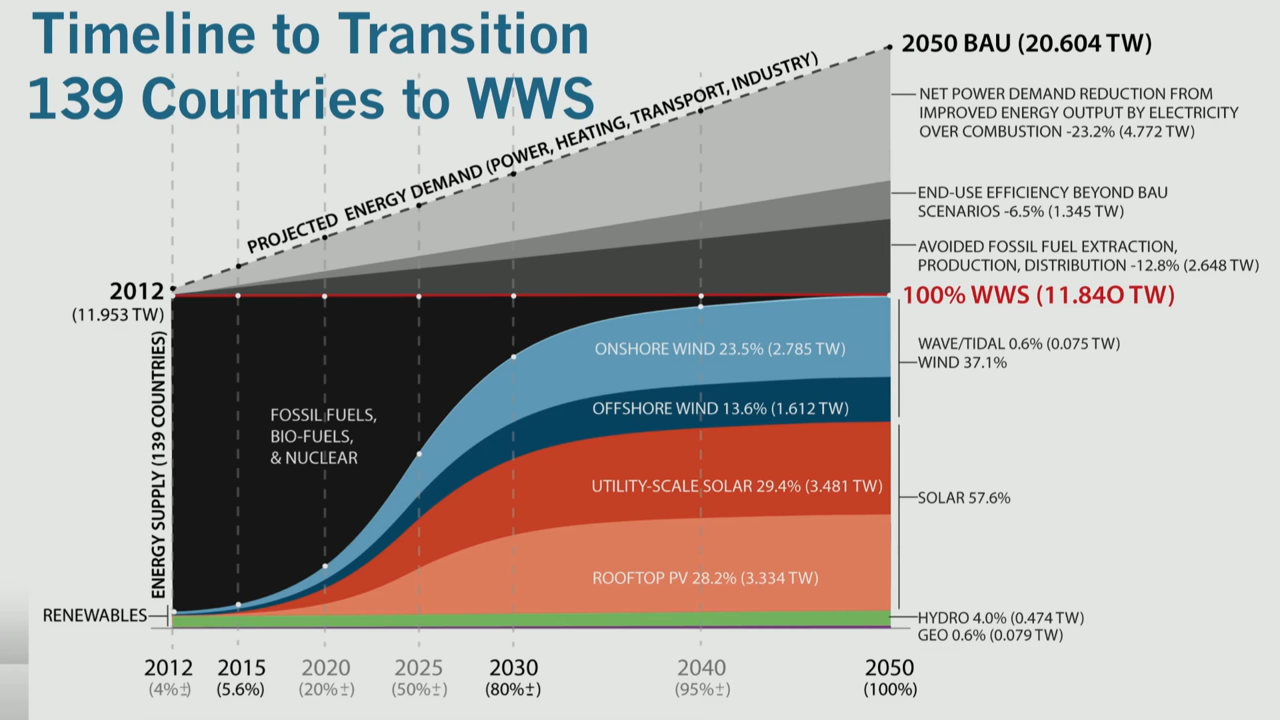 Timeline to Transition
139 Countries to WWS
2050 BAU (20.604 TW)
PROJECTED ENERGY DEMAND (POWER, HEATING, TRANSPORT, INDUSTRY)
NET POWER DEMAND REDUCTION FROM
IMPROVED ENERGY OUTPUT BY ELECTRICITY
OVER COMBUSTION -23.2% (4.772 TW)
END-USE EFFICIENCY BEYOND BAU
SCENARIOS -6.5% (1.345 TW)
AVOIDED FOSSIL FUEL EXTRACTION,
PRODUCTION, DISTRIBUTION -12.8% (2.648 TW)
2012
(11.953 TW)
100% WWS (11.840 TW)
ENERGY SUPPLY (139 COUNTRIES)
FOSSIL FUELS,
BIO-FUELS,
& NUCLEAR
ONSHORE WIND 23.5% (2.785 TW)
WAVE/TIDAL 0.6% (0.075 TW)
WIND 37.1%
OFFSHORE WIND 13.6% (1.612 TW)
UTILITY-SCALE SOLAR 29.4% (3.481 TW)
SOLAR 57.6%
ROOFTOP PV 28.2% (3.334 TW)
RENEWABLES
HYDRO 4.0% (0.474 TW)
GEO 0.6% (0.079 TW)
2012 2015 2020 2025 2030 2040 2050
(4%±) (5.6%) (20%±) (50%±) (80%±) (95%±) (100%)